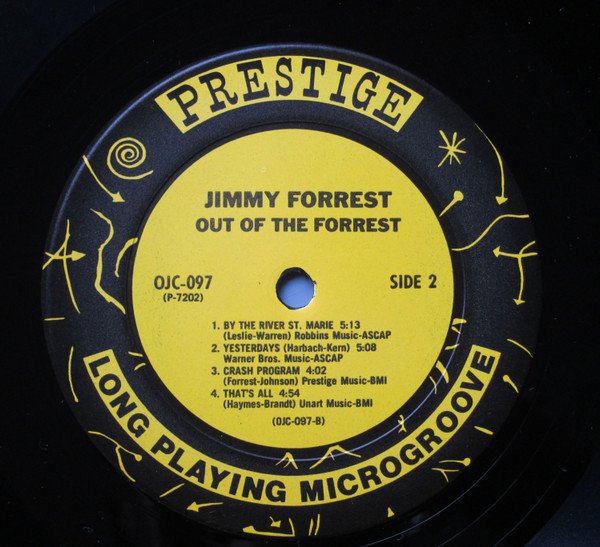 PRESTIGE
JIMMY FORREST
OUT OF THE FORREST
OJC-097
(P-7202)
SIDE 2
1. BY THE RIVER ST. MARIE 5:13
(Leslie-Warren) Robbins Music-ASCAP
2. YESTERDAYS (Harbach-Kern) 5:08
Warner Bros. Music-ASCAP
3. CRASH PROGRAM 4:02
(Forrest-Johnson) Prestige Music-BMI
4. THAT'S ALL 4:54
(Haymes-Brandt) Unart Music-BMI
(OJC-097-B)
LONG PLAYING MICROGROOVE